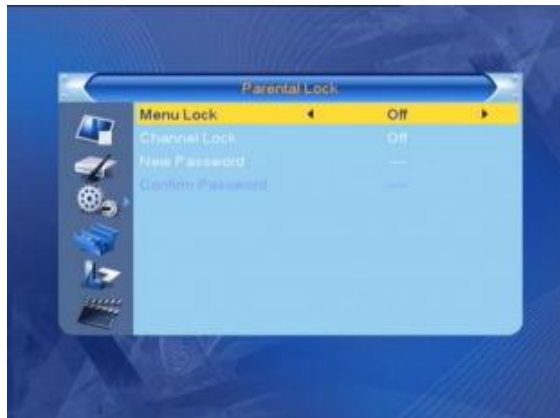 Parental Lock
Menu Lock Off
Channel Lock Off
New Password ----
Confirm Password ----